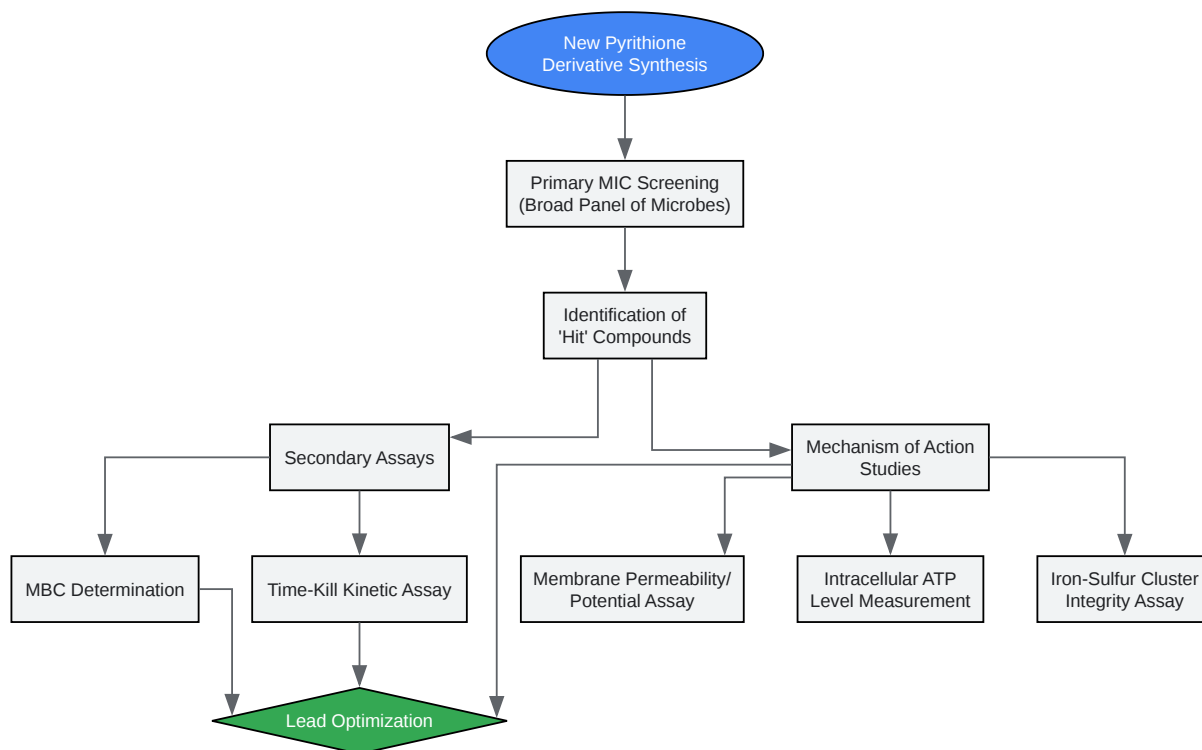 New Pyrithione
Derivative Synthesis
Primary MIC Screening
(Broad Panel of Microbes)
Identification of
'Hit' Compounds
Secondary Assays
Mechanism of Action
Studies
MBC Determination
Time-Kill Kinetic Assay
Membrane Permeability/
Potential Assay
Intracellular ATP
Level Measurement
Iron-Sulfur Cluster
Integrity Assay
Lead Optimization